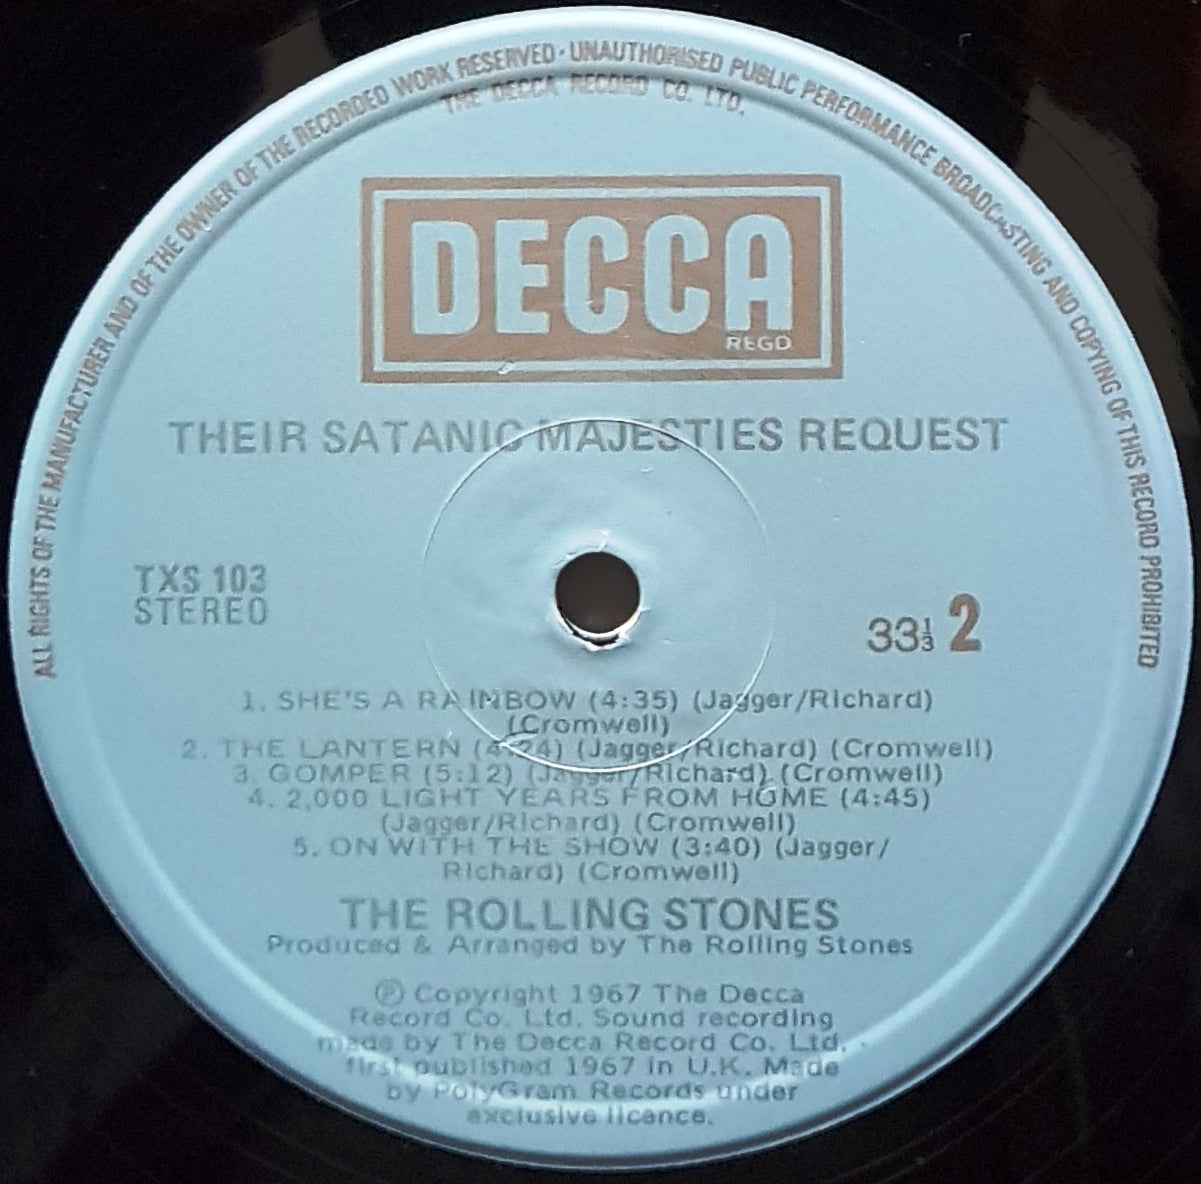 ALL RIGHTS OF THE MANUFACTURER AND OF THE OWNER OF THE RECORDED WORK RESERVED · UNAUTHORISED PUBLIC PERFORMANCE BROADCASTING AND COPYING OF THIS RECORD PROHIBITED
THE DECCA RECORD CO. LTD.
DECCA
REGD
THEIR SATANIC MAJESTIES REQUEST
TXS 103
STEREO
33⅓ 2
1. SHE'S A RAINBOW (4:35) (Jagger/Richard)
(Cromwell)
2. THE LANTERN (4:24) (Jagger/Richard) (Cromwell)
3. GOMPER (5:12) (Jagger/Richard) (Cromwell)
4. 2,000 LIGHT YEARS FROM HOME (4:45)
(Jagger/Richard) (Cromwell)
5. ON WITH THE SHOW (3:40) (Jagger/
Richard) (Cromwell)
THE ROLLING STONES
Produced & Arranged by The Rolling Stones
℗ Copyright 1967 The Decca
Record Co. Ltd. Sound recording
made by The Decca Record Co. Ltd.
first published 1967 in U.K. Made
by PolyGram Records under
exclusive licence.